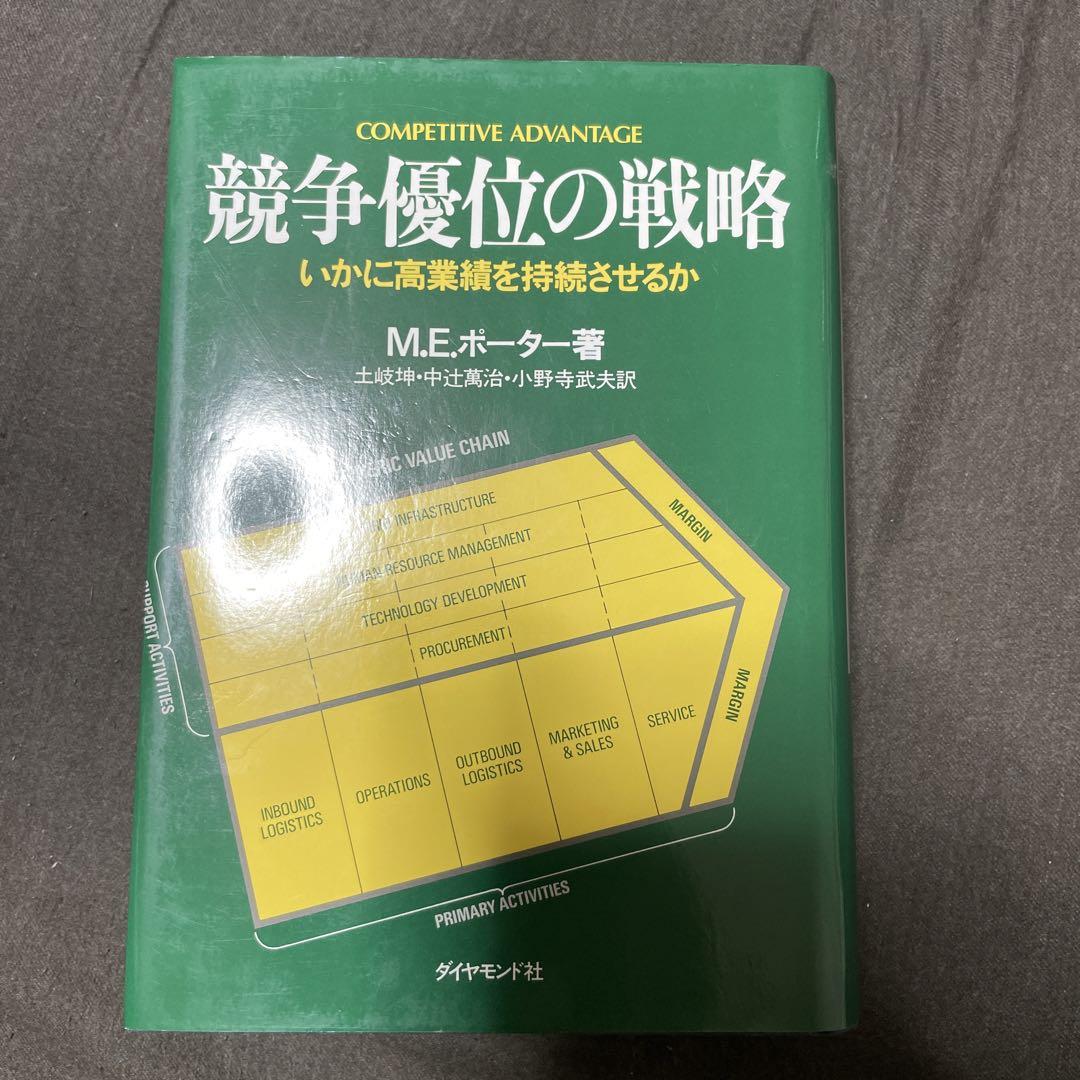 COMPETITIVE ADVANTAGE
競争優位の戦略
いかに高業績を持続させるか
M.E.ポーター著
土岐坤・中辻萬治・小野寺武夫訳
VALUE CHAIN
INFRASTRUCTURE
HUMAN RESOURCE MANAGEMENT
TECHNOLOGY DEVELOPMENT
PROCUREMENT
MARGIN
SUPPORT ACTIVITIES
INBOUND
LOGISTICS
OPERATIONS
OUTBOUND
LOGISTICS
MARKETING
& SALES
SERVICE
MARGIN
PRIMARY ACTIVITIES
ダイヤモンド社